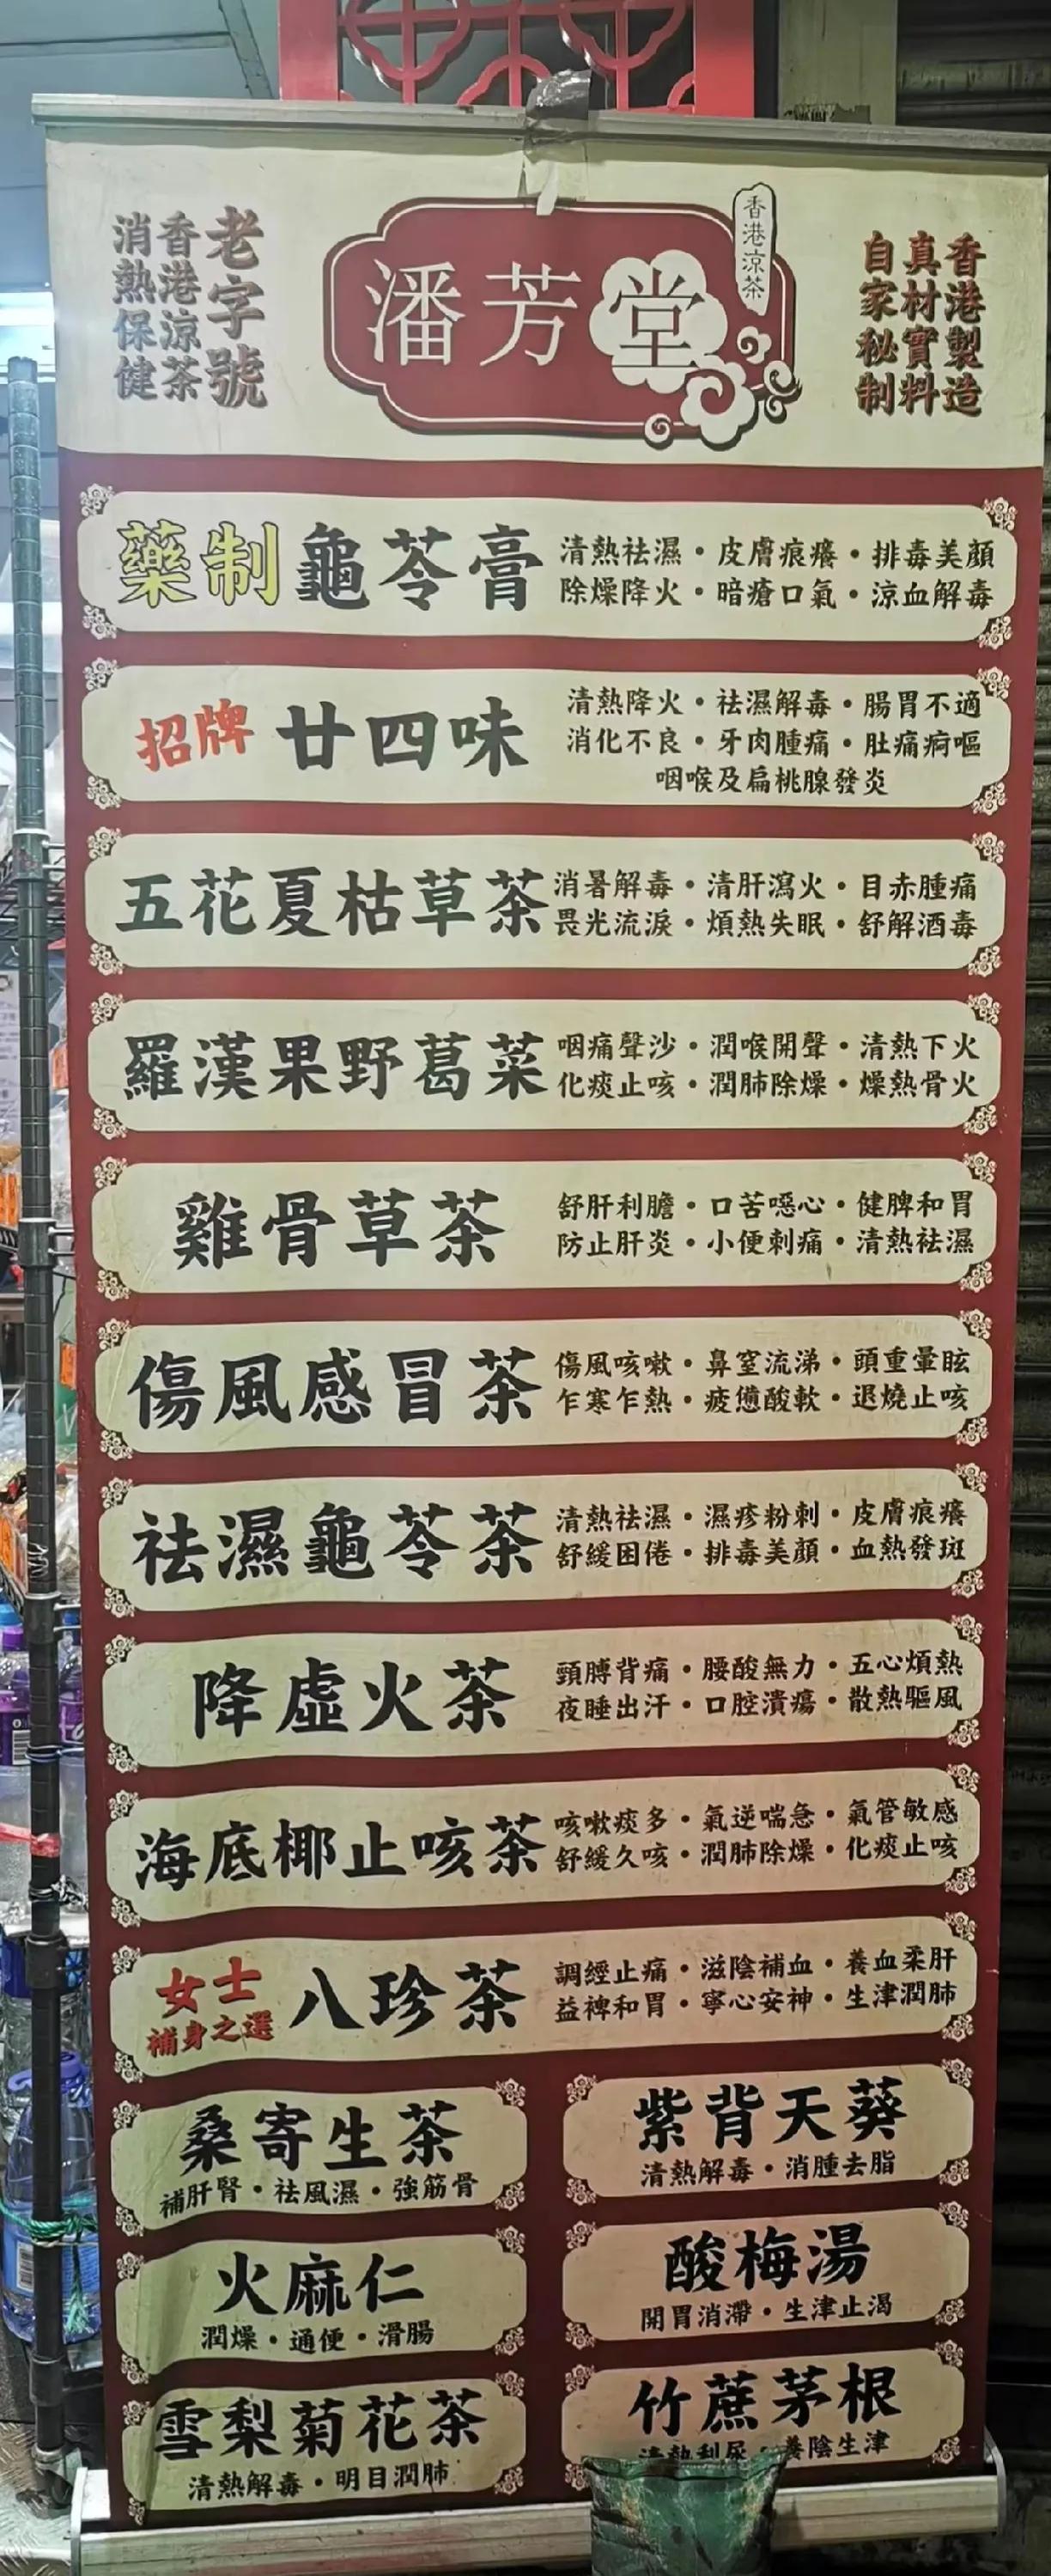 老字號
香港涼茶
消熱保健
潘芳堂
香港涼茶
香港製造
真材實料
自家秘制
藥制龜苓膏
清熱祛濕・皮膚痕癢・排毒美顏
除燥降火・暗瘡口氣・涼血解毒
招牌廿四味
清熱降火・祛濕解毒・腸胃不適
消化不良・牙肉腫痛・肚痛疴嘔
咽喉及扁桃腺發炎
五花夏枯草茶
消暑解毒・清肝瀉火・目赤腫痛
畏光流淚・煩熱失眠・舒解酒毒
羅漢果野葛菜
咽痛聲沙・潤喉開聲・清熱下火
化痰止咳・潤肺除燥・燥熱骨火
雞骨草茶
舒肝利膽・口苦噁心・健脾和胃
防止肝炎・小便刺痛・清熱祛濕
傷風感冒茶
傷風咳嗽・鼻窒流涕・頭重暈眩
乍寒乍熱・疲憊酸軟・退燒止咳
祛濕龜苓茶
清熱祛濕・濕疹粉刺・皮膚痕癢
舒緩困倦・排毒美顏・血熱發斑
降虛火茶
頸膊背痛・腰酸無力・五心煩熱
夜睡出汗・口腔潰瘍・散熱驅風
海底椰止咳茶
咳嗽痰多・氣逆喘急・氣管敏感
舒緩久咳・潤肺除燥・化痰止咳
女士
補身之選
八珍茶
調經止痛・滋陰補血・養血柔肝
益裨和胃・寧心安神・生津潤肺
桑寄生茶
補肝腎・祛風濕・強筋骨
紫背天葵
清熱解毒・消腫去脂
火麻仁
潤燥・通便・滑腸
酸梅湯
開胃消滯・生津止渴
雪梨菊花茶
清熱解毒・明目潤肺
竹蔗茅根
清熱利尿・養陰生津